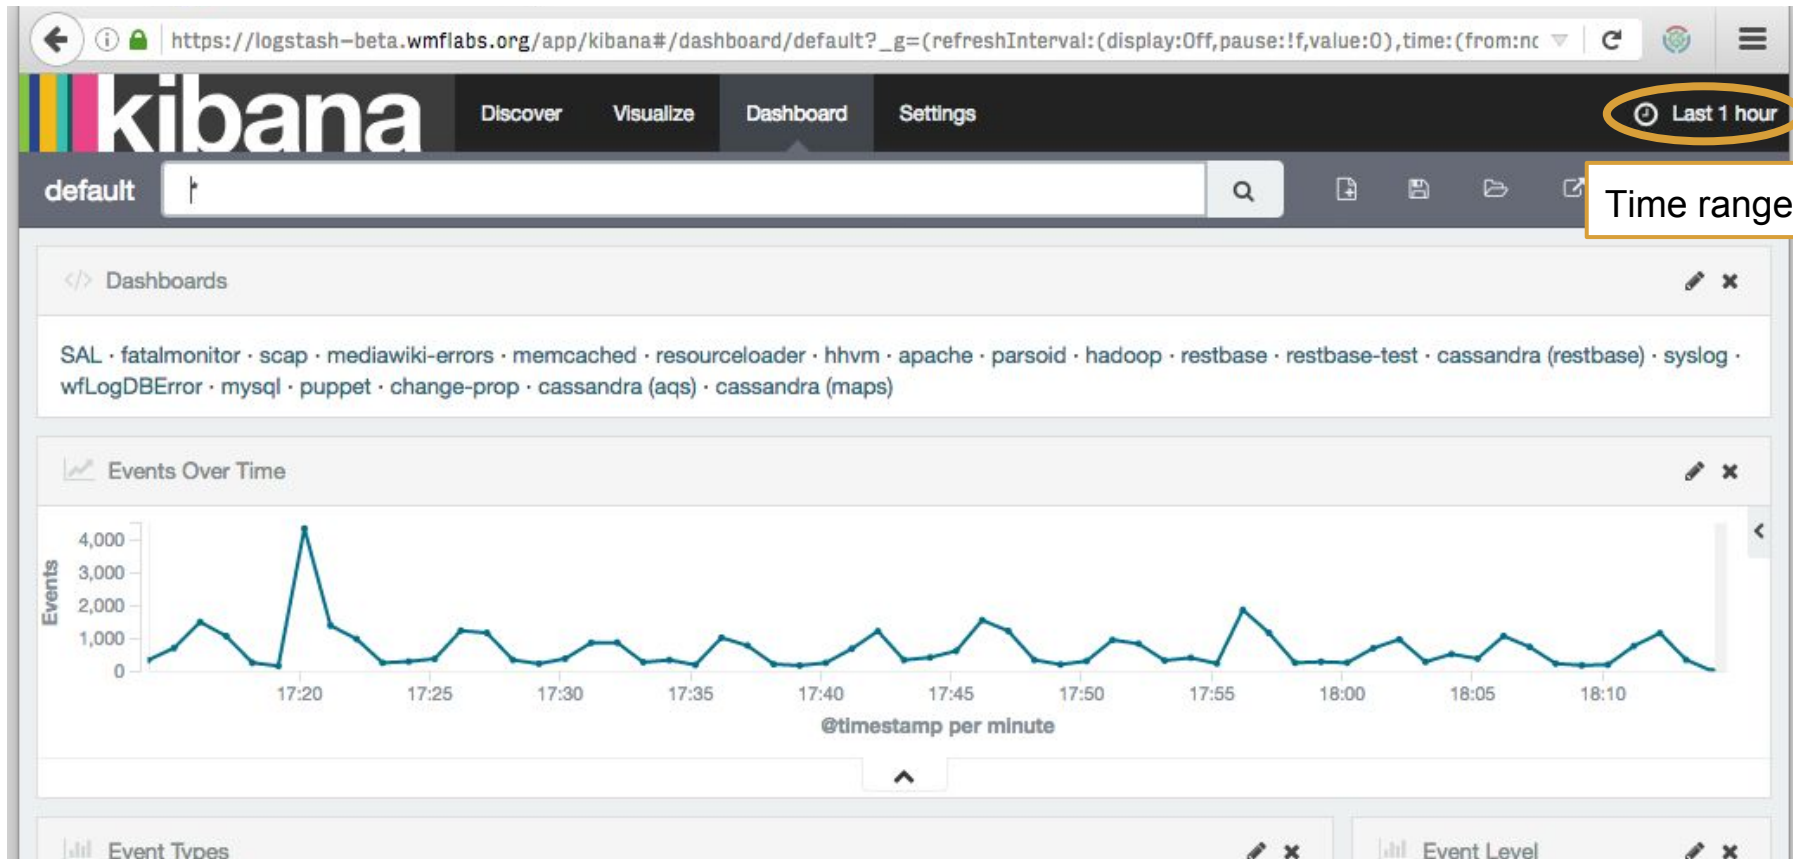 https://logstash-beta.wmflabs.org/app/kibana#/dashboard/default?_g=(refreshInterval:(display:Off,pause:!f,value:0),time:(from:nc
kibana Discover Visualize Dashboard Settings Last 1 hour
default *
Time range
</> Dashboards
SAL · fatalmonitor · scap · mediawiki-errors · memcached · resourceloader · hhvm · apache · parsoid · hadoop · restbase · restbase-test · cassandra (restbase) · syslog ·
wfLogDBError · mysql · puppet · change-prop · cassandra (aqs) · cassandra (maps)
Events Over Time
4,000
3,000
2,000
1,000
0
Events
17:20 17:25 17:30 17:35 17:40 17:45 17:50 17:55 18:00 18:05 18:10
@timestamp per minute
Event Types Event Level